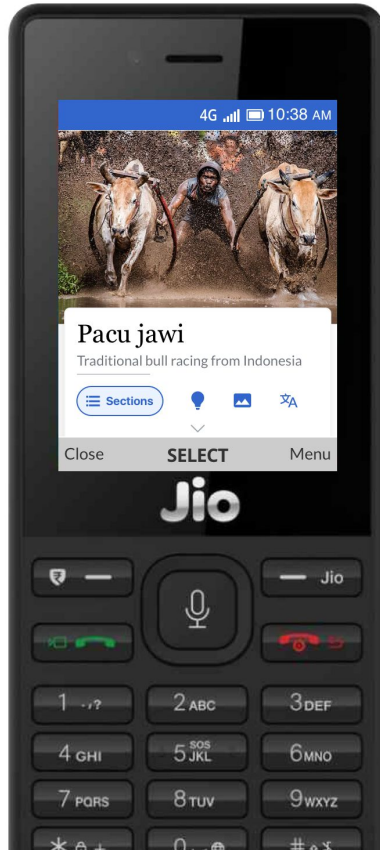 4G 10:38 AM
Pacu jawi
Traditional bull racing from Indonesia
Sections
Close SELECT Menu
Jio
Jio
1 .,?
2 ABC
3 DEF
4 GHI
5 SOS JKL
6 MNO
7 PQRS
8 TUV
9 WXYZ
* +
0
#